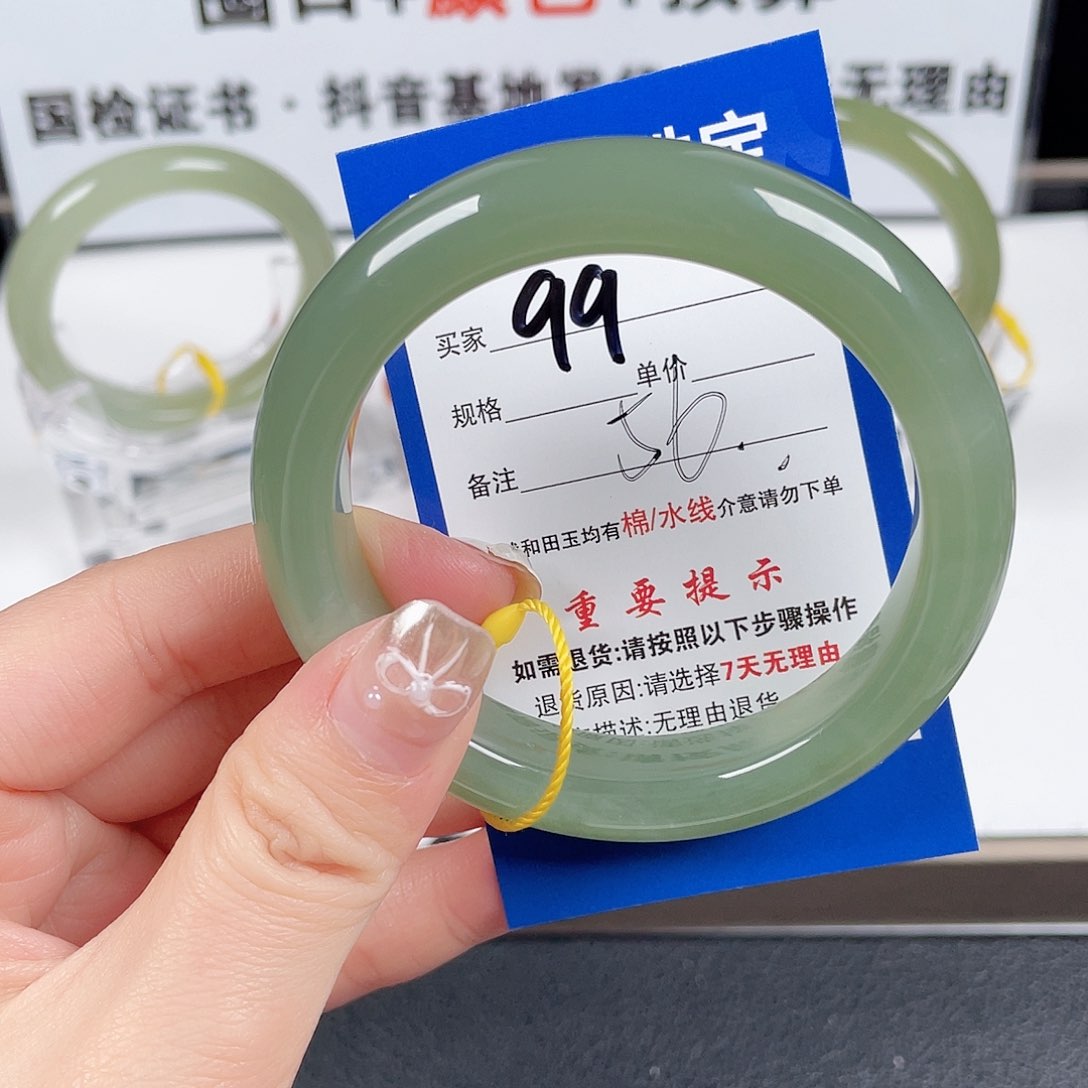 国检证书·抖音基地
无理由
买家 99
单价
规格
56.
备注
和田玉均有棉/水线介意请勿下单
重要提示
如需退货:请按照以下步骤操作
退货原因:请选择7天无理由
描述:无理由退货